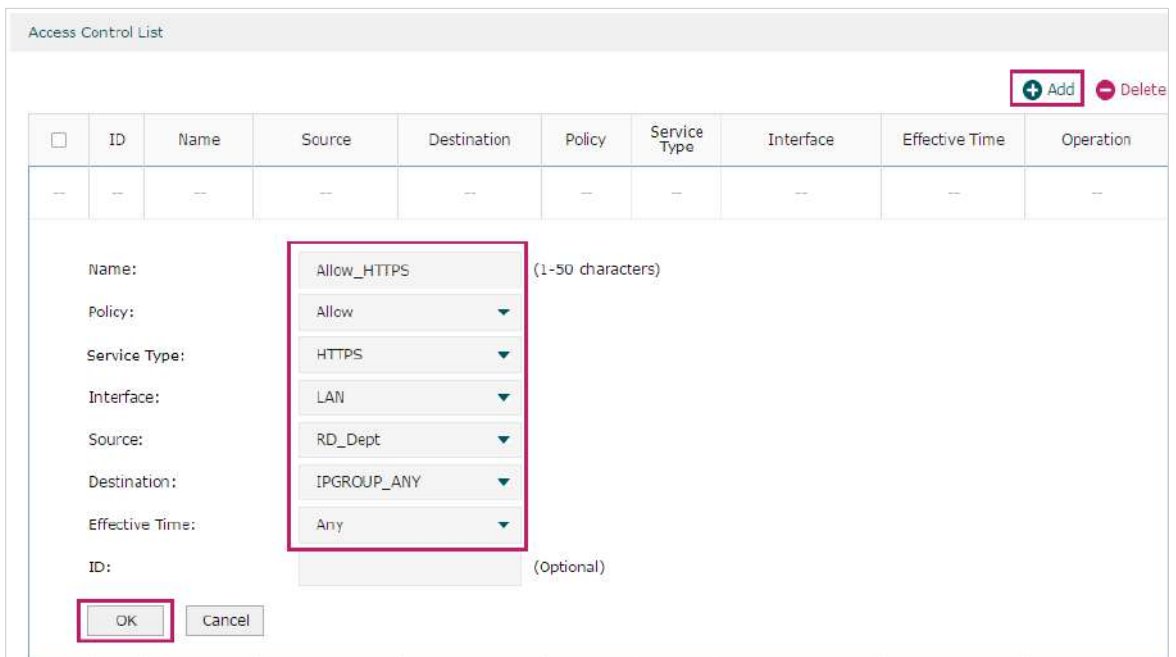 Access Control List
Add Delete
ID Name Source Destination Policy Service Type Interface Effective Time Operation
-- -- -- -- -- -- -- -- -- --
Name: Allow_HTTPS (1-50 characters)
Policy: Allow
Service Type: HTTPS
Interface: LAN
Source: RD_Dept
Destination: IPGROUP_ANY
Effective Time: Any
ID: (Optional)
OK Cancel